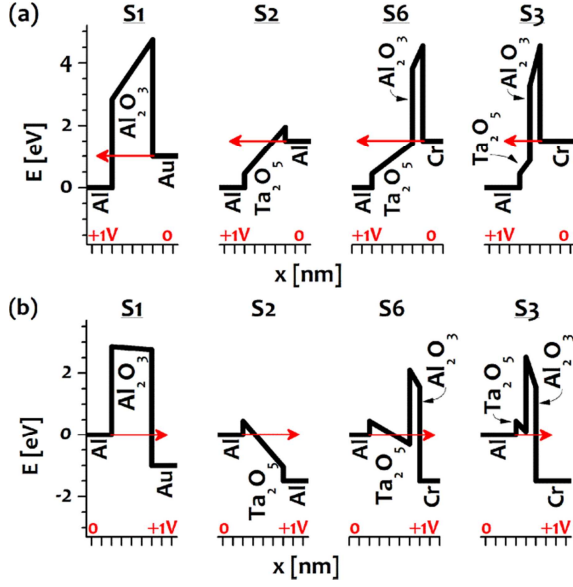 (a) S1 S2 S6 S3
E [eV]
4
2
0
Al
Al2O3
Au
Al
Ta2O5
Al
Al
Ta2O5
Al2O3
Cr
Al
Ta2O5
Al2O3
Cr
+1V 0 +1V 0 +1V 0 +1V 0
x [nm]
(b) S1 S2 S6 S3
E [eV]
2
0
-2
Al
Al2O3
Au
Al
Ta2O5
Al
Al
Ta2O5
Al2O3
Cr
Al
Ta2O5
Al2O3
Cr
0 +1V 0 +1V 0 +1V 0 +1V
x [nm]